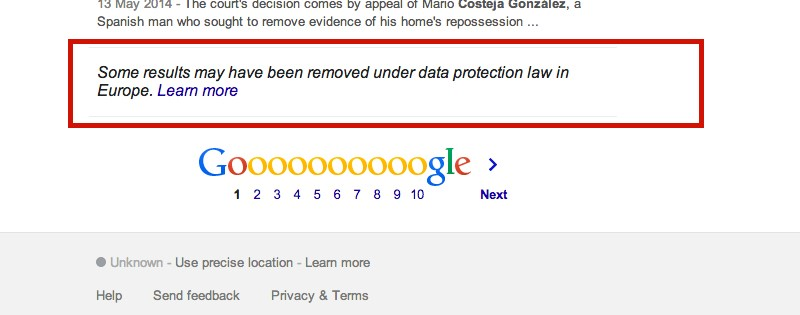 13 May 2014 - The court's decision comes by appeal of Mario Costeja González, a
Spanish man who sought to remove evidence of his home's repossession ...
Some results may have been removed under data protection law in
Europe. Learn more
Goooooooooogle >
1 2 3 4 5 6 7 8 9 10 Next
Unknown - Use precise location - Learn more
Help Send feedback Privacy & Terms